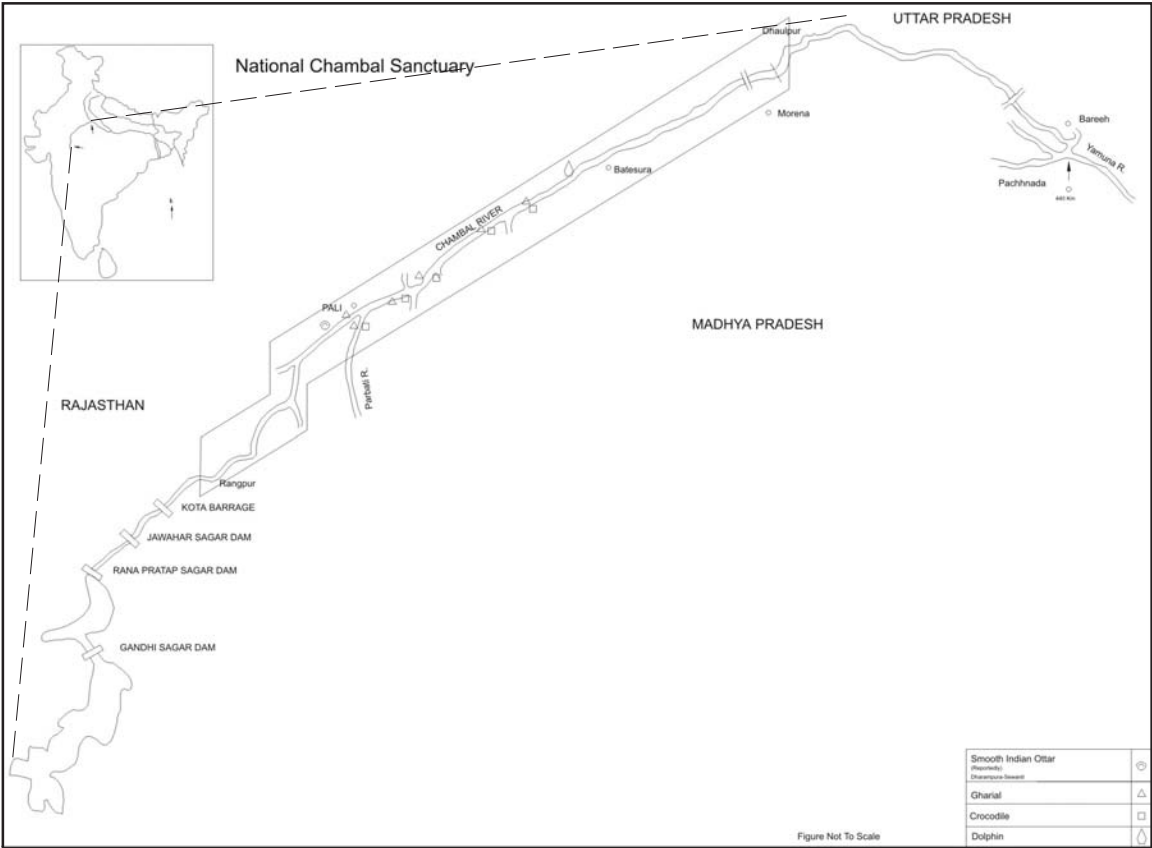 UTTAR PRADESH
Dhaulpur
National Chambal Sanctuary
Morena
Bareeh
Yamuna R.
Batesura
Pachhnada
CHAMBAL RIVER
PALI
MADHYA PRADESH
Parbati R.
RAJASTHAN
Rangpur
KOTA BARRAGE
JAWAHAR SAGAR DAM
RANA PRATAP SAGAR DAM
GANDHI SAGAR DAM
Smooth Indian Ottar
(Reportedly)
Gharial
Crocodile
Dolphin
Figure Not To Scale